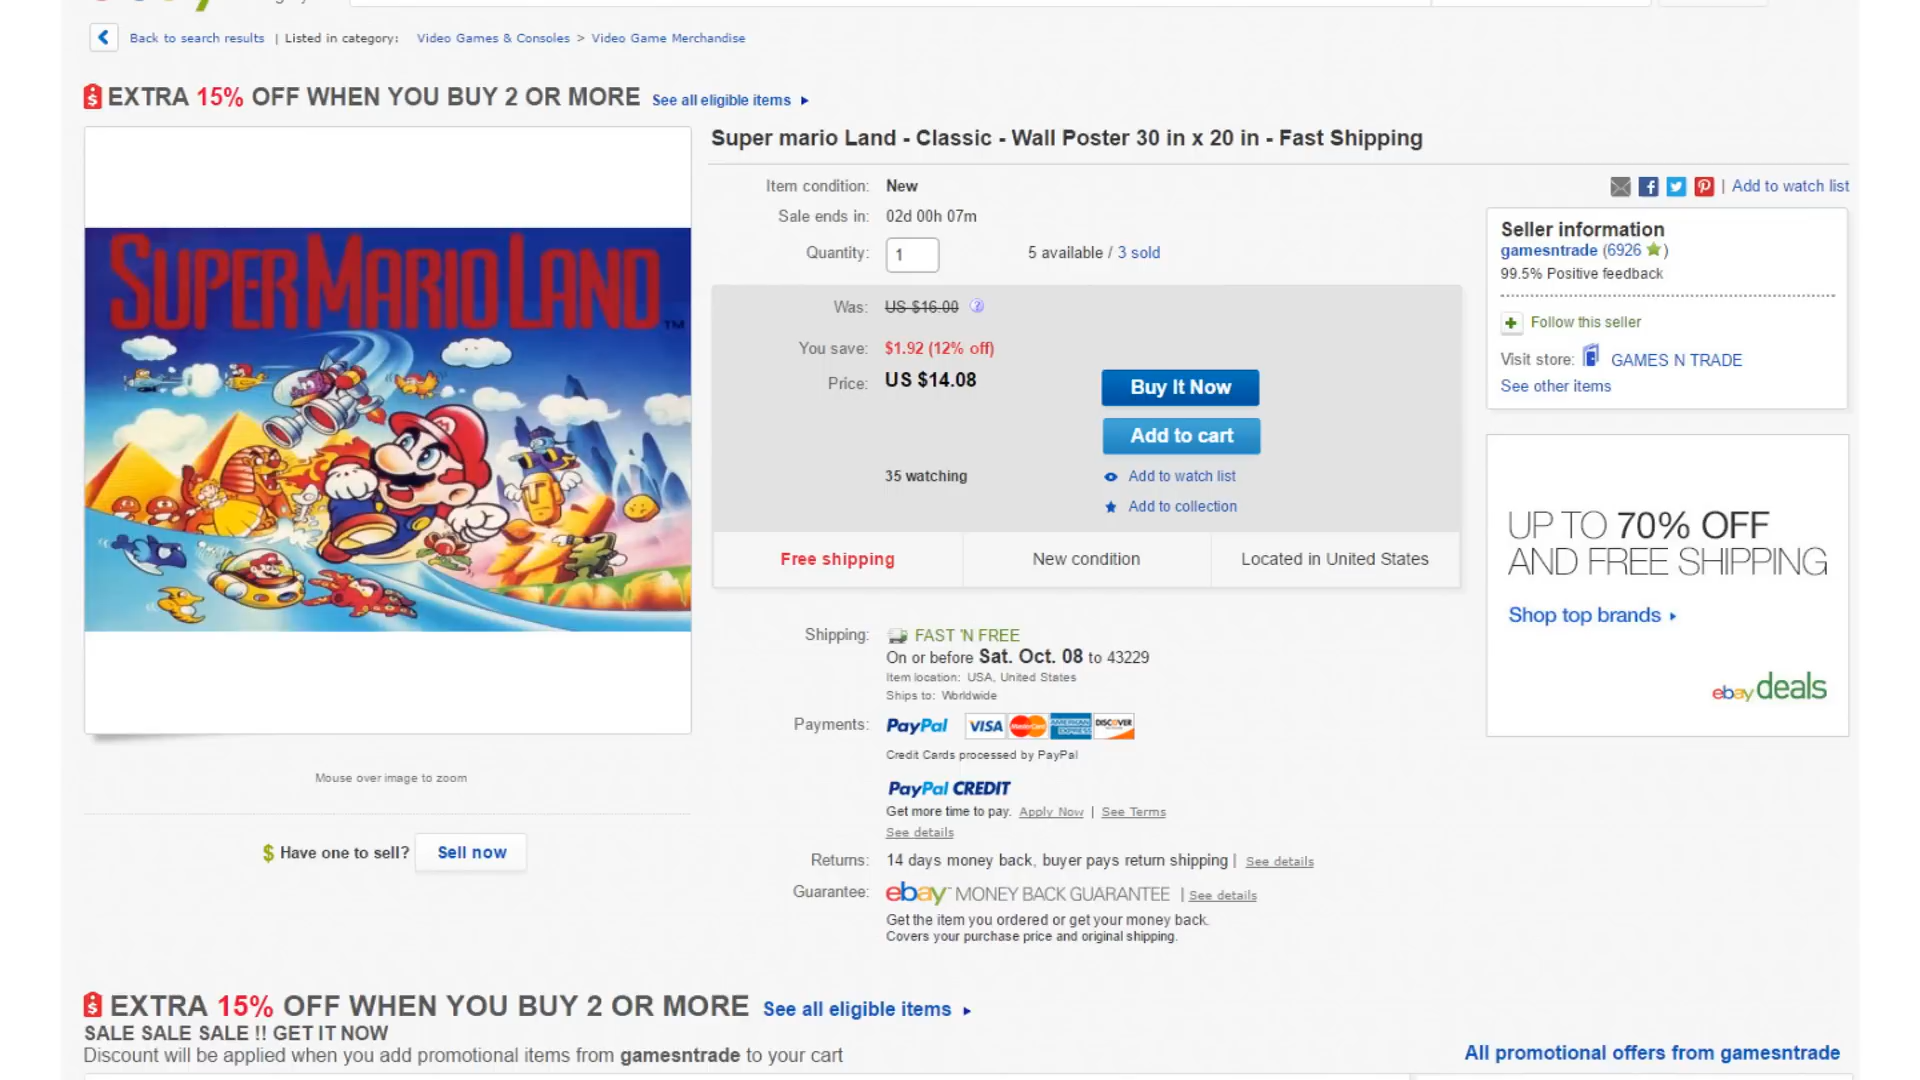 Back to search results | Listed in category: Video Games & Consoles > Video Game Merchandise
EXTRA 15% OFF WHEN YOU BUY 2 OR MORE See all eligible items
Super mario Land - Classic - Wall Poster 30 in x 20 in - Fast Shipping
SUPER MARIO LAND TM
Mouse over image to zoom
$ Have one to sell? Sell now
Item condition: New
Sale ends in: 02d 00h 07m
Quantity: 1 5 available / 3 sold
Was: US $16.00
You save: $1.92 (12% off)
Price: US $14.08
Buy It Now
Add to cart
35 watching
Add to watch list
Add to collection
Free shipping New condition Located in United States
Shipping: FAST 'N FREE
On or before Sat. Oct. 08 to 43229
Item location: USA, United States
Ships to: Worldwide
Payments: PayPal VISA MasterCard AMERICAN EXPRESS DISCOVER
Credit Cards processed by PayPal
PayPal CREDIT
Get more time to pay. Apply Now | See Terms
See details
Returns: 14 days money back, buyer pays return shipping | See details
Guarantee: ebay MONEY BACK GUARANTEE | See details
Get the item you ordered or get your money back.
Covers your purchase price and original shipping.
| Add to watch list
Seller information
gamesntrade (6926 )
99.5% Positive feedback
Follow this seller
Visit store: GAMES N TRADE
See other items
UP TO 70% OFF
AND FREE SHIPPING
Shop top brands
ebay deals
EXTRA 15% OFF WHEN YOU BUY 2 OR MORE See all eligible items
SALE SALE SALE !! GET IT NOW
Discount will be applied when you add promotional items from gamesntrade to your cart
All promotional offers from gamesntrade